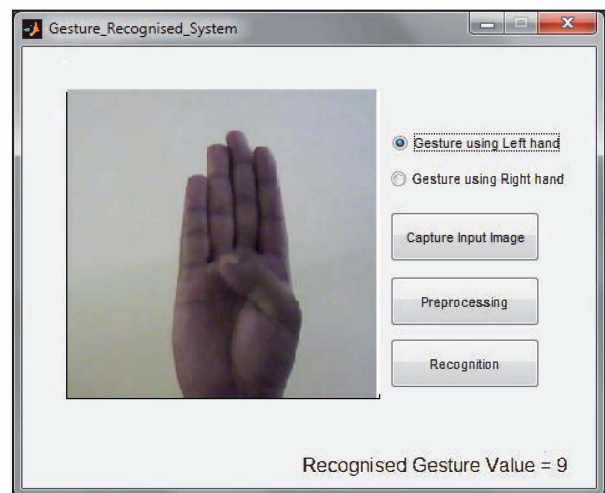 Gesture_Recognised_System
Gesture using Left hand
Gesture using Right hand
Capture Input Image
Preprocessing
Recognition
Recognised Gesture Value = 9